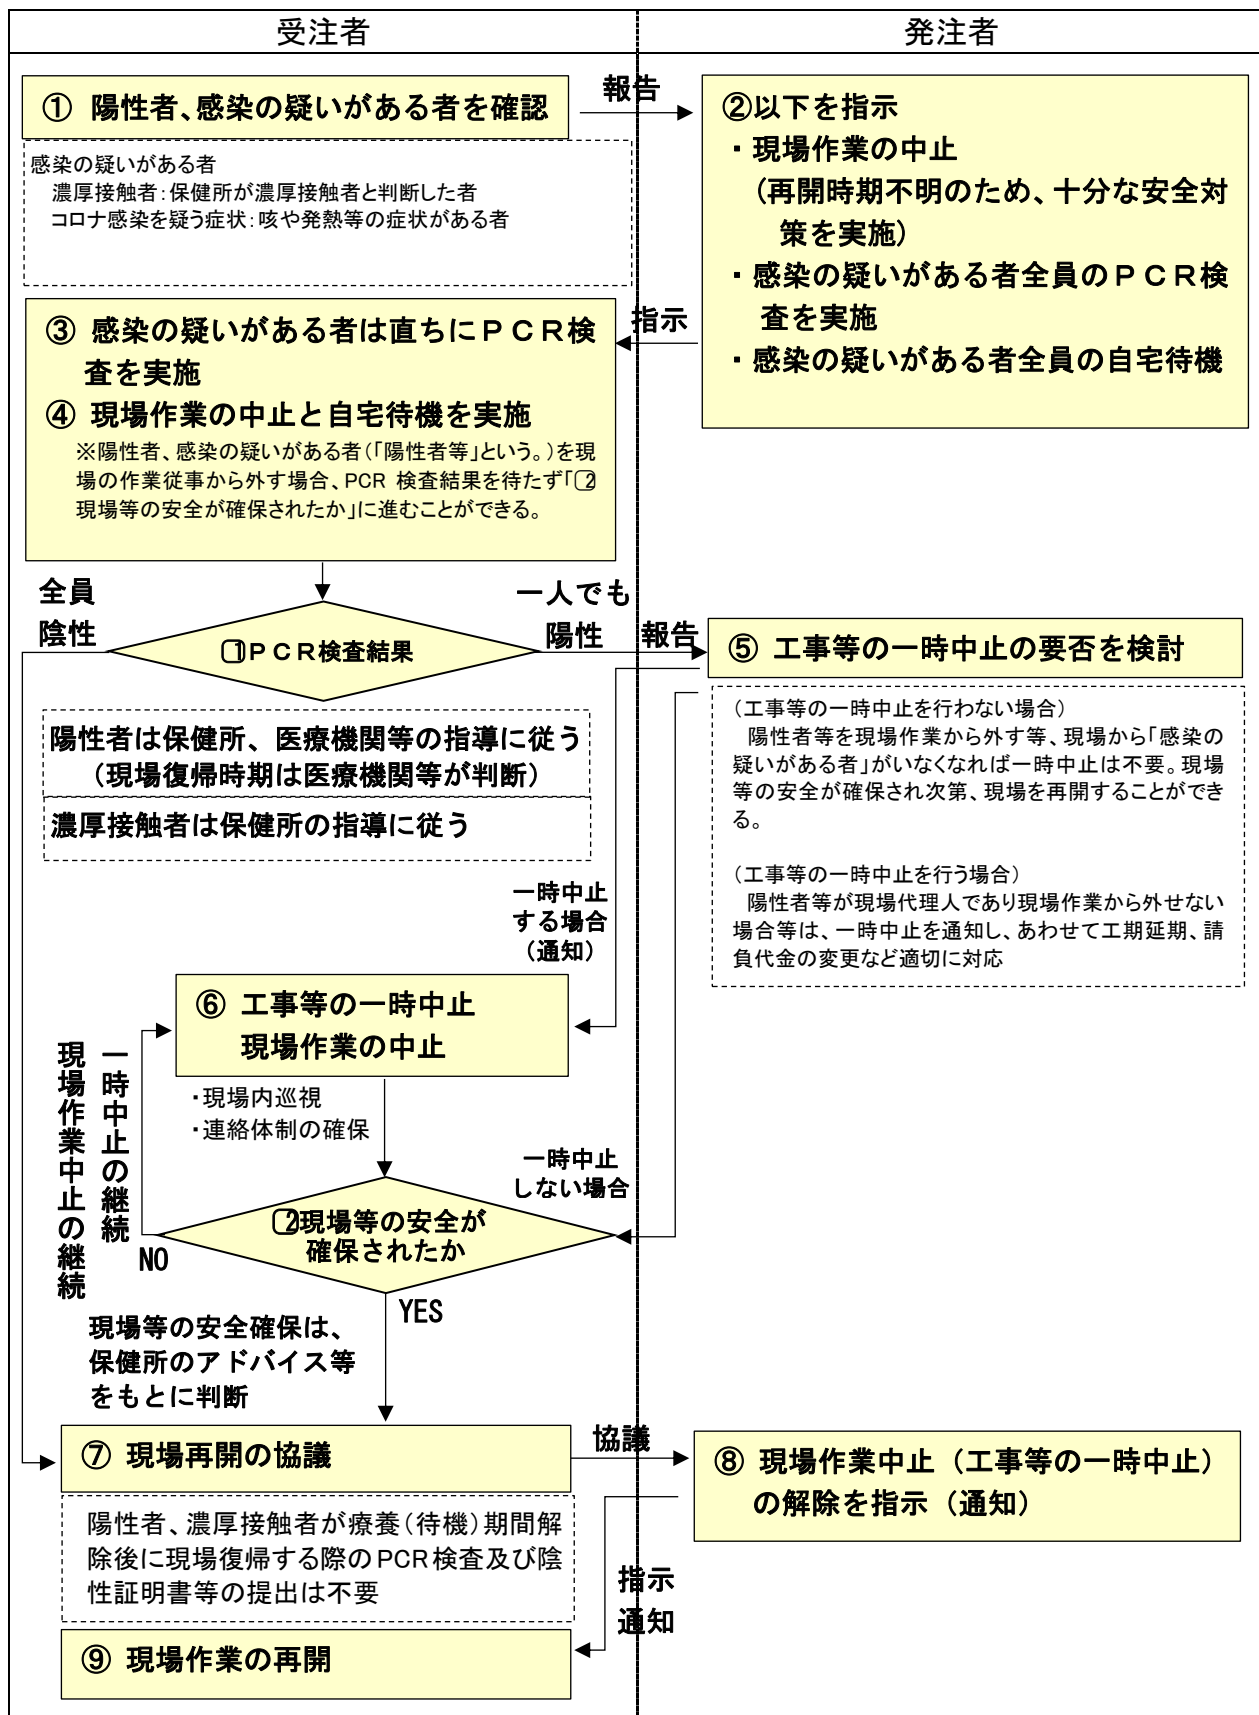 受注者
発注者
① 陽性者、感染の疑いがある者を確認
報告
②以下を指示
・現場作業の中止
(再開時期不明のため、十分な安全対
策を実施)
・感染の疑いがある者全員のPCR検
査を実施
・感染の疑いがある者全員の自宅待機
感染の疑いがある者
濃厚接触者:保健所が濃厚接触者と判断した者
コロナ感染を疑う症状:咳や発熱等の症状がある者
指示
③ 感染の疑いがある者は直ちにPCR検
査を実施
④ 現場作業の中止と自宅待機を実施
※陽性者、感染の疑いがある者(「陽性者等」という。)を現
場の作業従事から外す場合、PCR 検査結果を待たず「2
現場等の安全が確保されたか」に進むことができる。
全員
陰性
一人でも
陽性
1PCR検査結果
報告
⑤ 工事等の一時中止の要否を検討
(工事等の一時中止を行わない場合)
陽性者等を現場作業から外す等、現場から「感染の
疑いがある者」がいなくなれば一時中止は不要。現場
等の安全が確保され次第、現場を再開することができ
る。
(工事等の一時中止を行う場合)
陽性者等が現場代理人であり現場作業から外せない
場合等は、一時中止を通知し、あわせて工期延期、請
負代金の変更など適切に対応
陽性者は保健所、医療機関等の指導に従う
(現場復帰時期は医療機関等が判断)
濃厚接触者は保健所の指導に従う
一時中止
する場合
(通知)
⑥ 工事等の一時中止
現場作業の中止
・現場内巡視
・連絡体制の確保
一時中止の継続
現場作業中止の継続
一時中止
しない場合
2現場等の安全が
確保されたか
NO
YES
現場等の安全確保は、
保健所のアドバイス等
をもとに判断
⑦ 現場再開の協議
協議
⑧ 現場作業中止(工事等の一時中止)
の解除を指示(通知)
陽性者、濃厚接触者が療養(待機)期間解
除後に現場復帰する際のPCR検査及び陰
性証明書等の提出は不要
指示
通知
⑨ 現場作業の再開